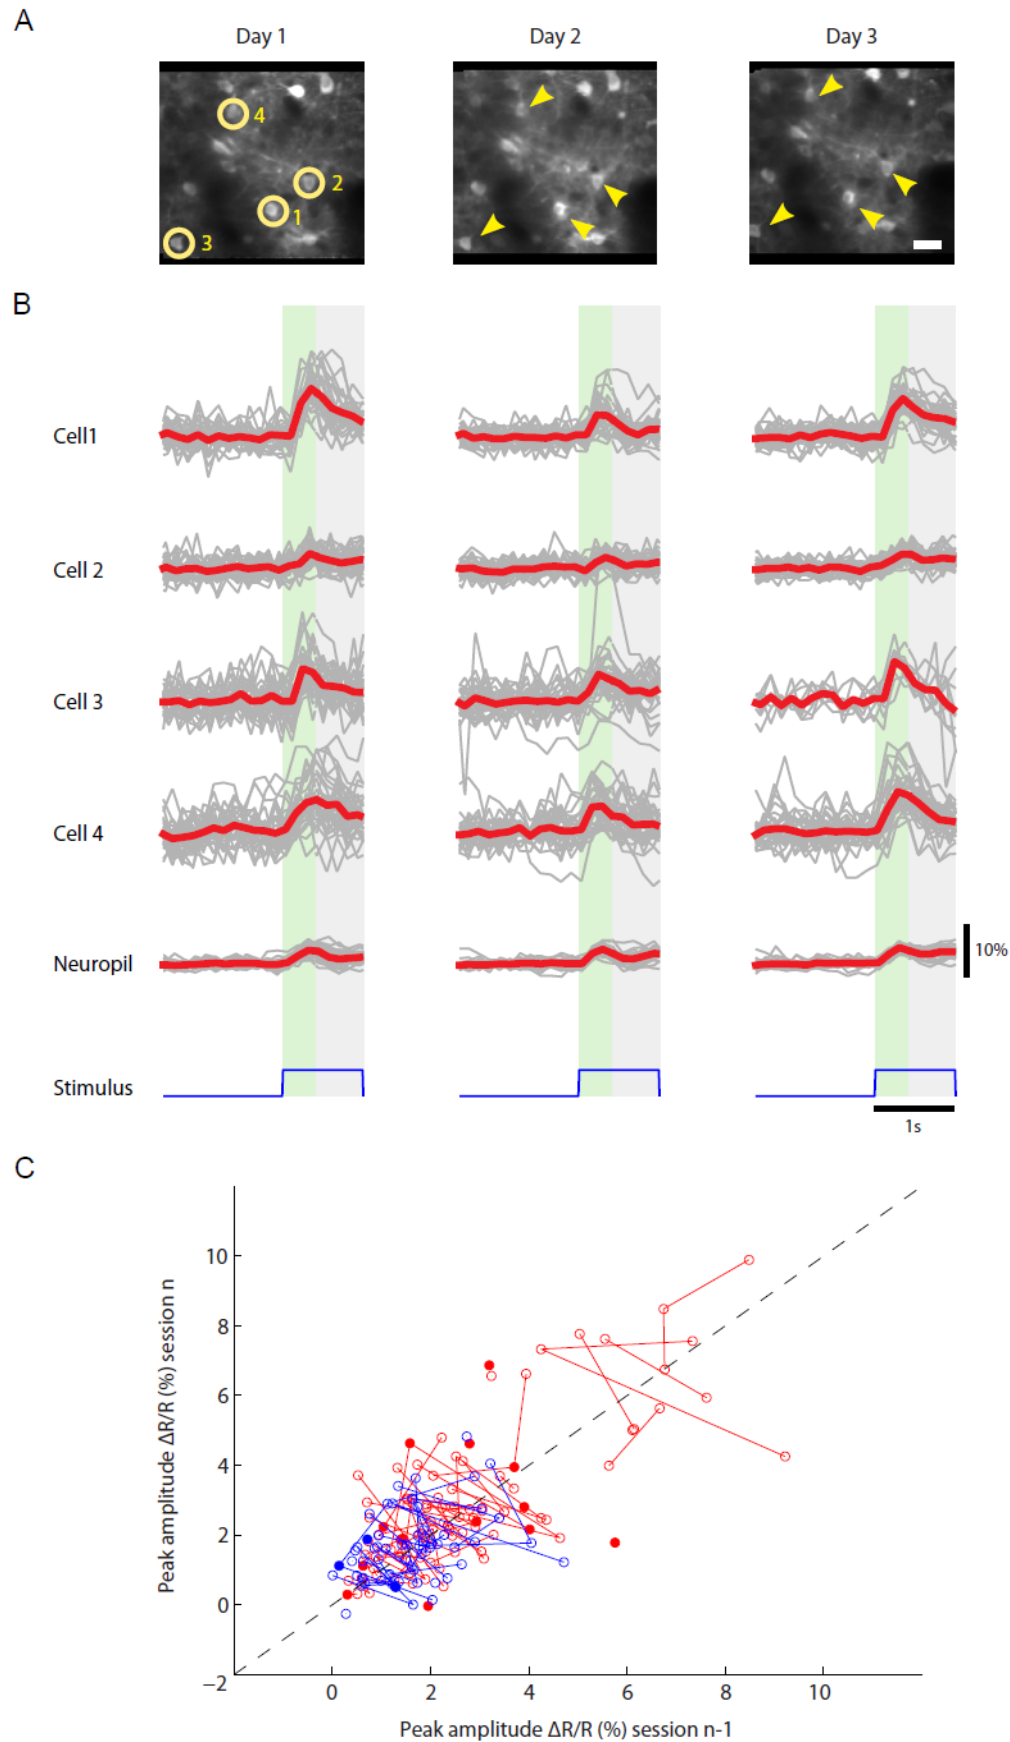 A
Day 1
Day 2
Day 3
4
2
1
3
B
Cell1
Cell 2
Cell 3
Cell 4
Neuropil
10%
Stimulus
1s
C
Peak amplitude ΔR/R (%) session n
10
8
6
4
2
0
−2
0
2
4
6
8
10
Peak amplitude ΔR/R (%) session n-1